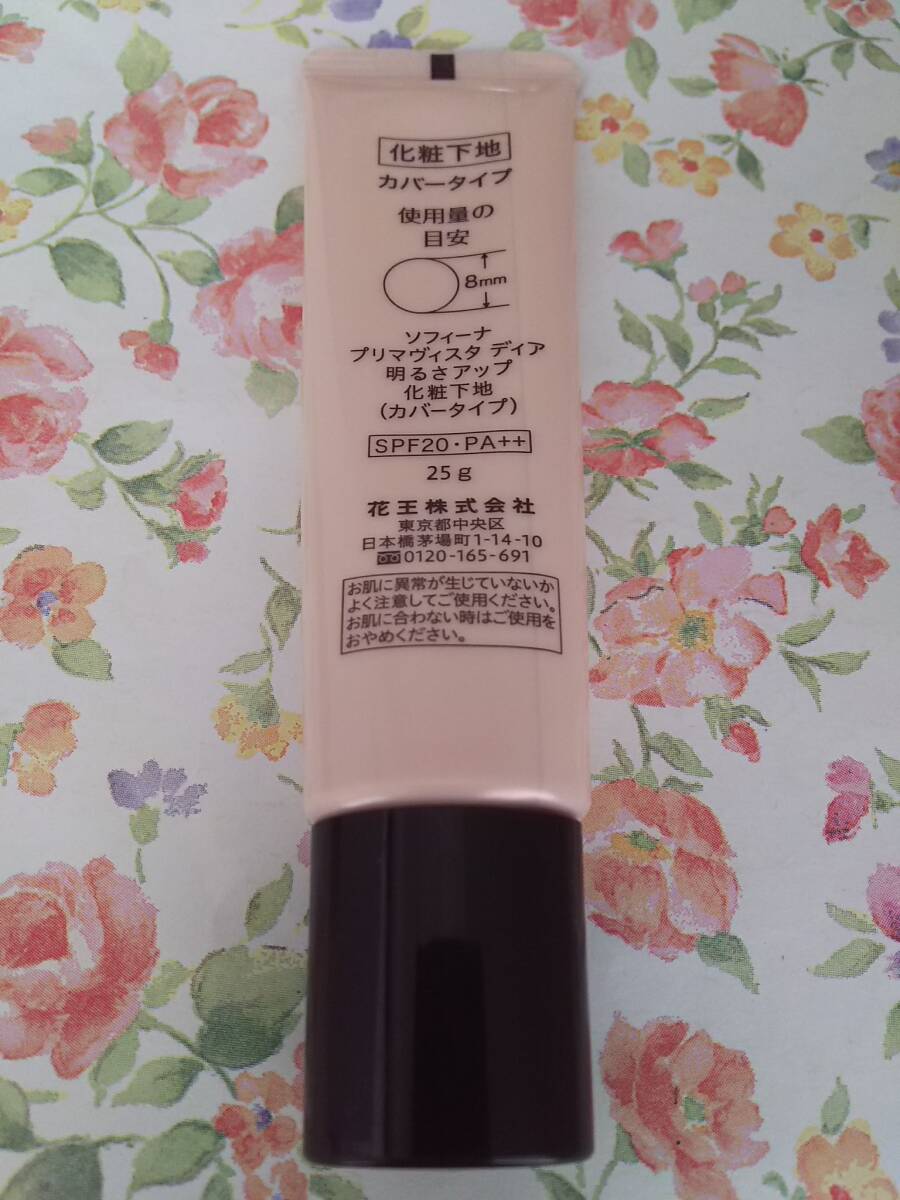 化粧下地
カバータイプ
使用量の
目安
8mm
ソフィーナ
プリマヴィスタ デイア
明るさアップ
化粧下地
(カバータイプ)
SPF20・PA++
25g
花王株式会社
東京都中央区
日本橋茅場町1-14-10
0120-165-691
お肌に異常が生じていないか
よく注意してご使用ください。
お肌に合わない時はご使用を
おやめください。